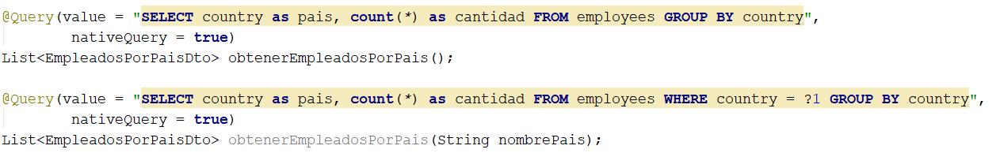 @Query(value = "SELECT country as pais, count(*) as cantidad FROM employees GROUP BY country",
nativeQuery = true)
List<EmpleadosPorPaisDto> obtenerEmpleadosPorPais();
@Query(value = "SELECT country as pais, count(*) as cantidad FROM employees WHERE country = ?1 GROUP BY country",
nativeQuery = true)
List<EmpleadosPorPaisDto> obtenerEmpleadosPorPais(String nombrePais);